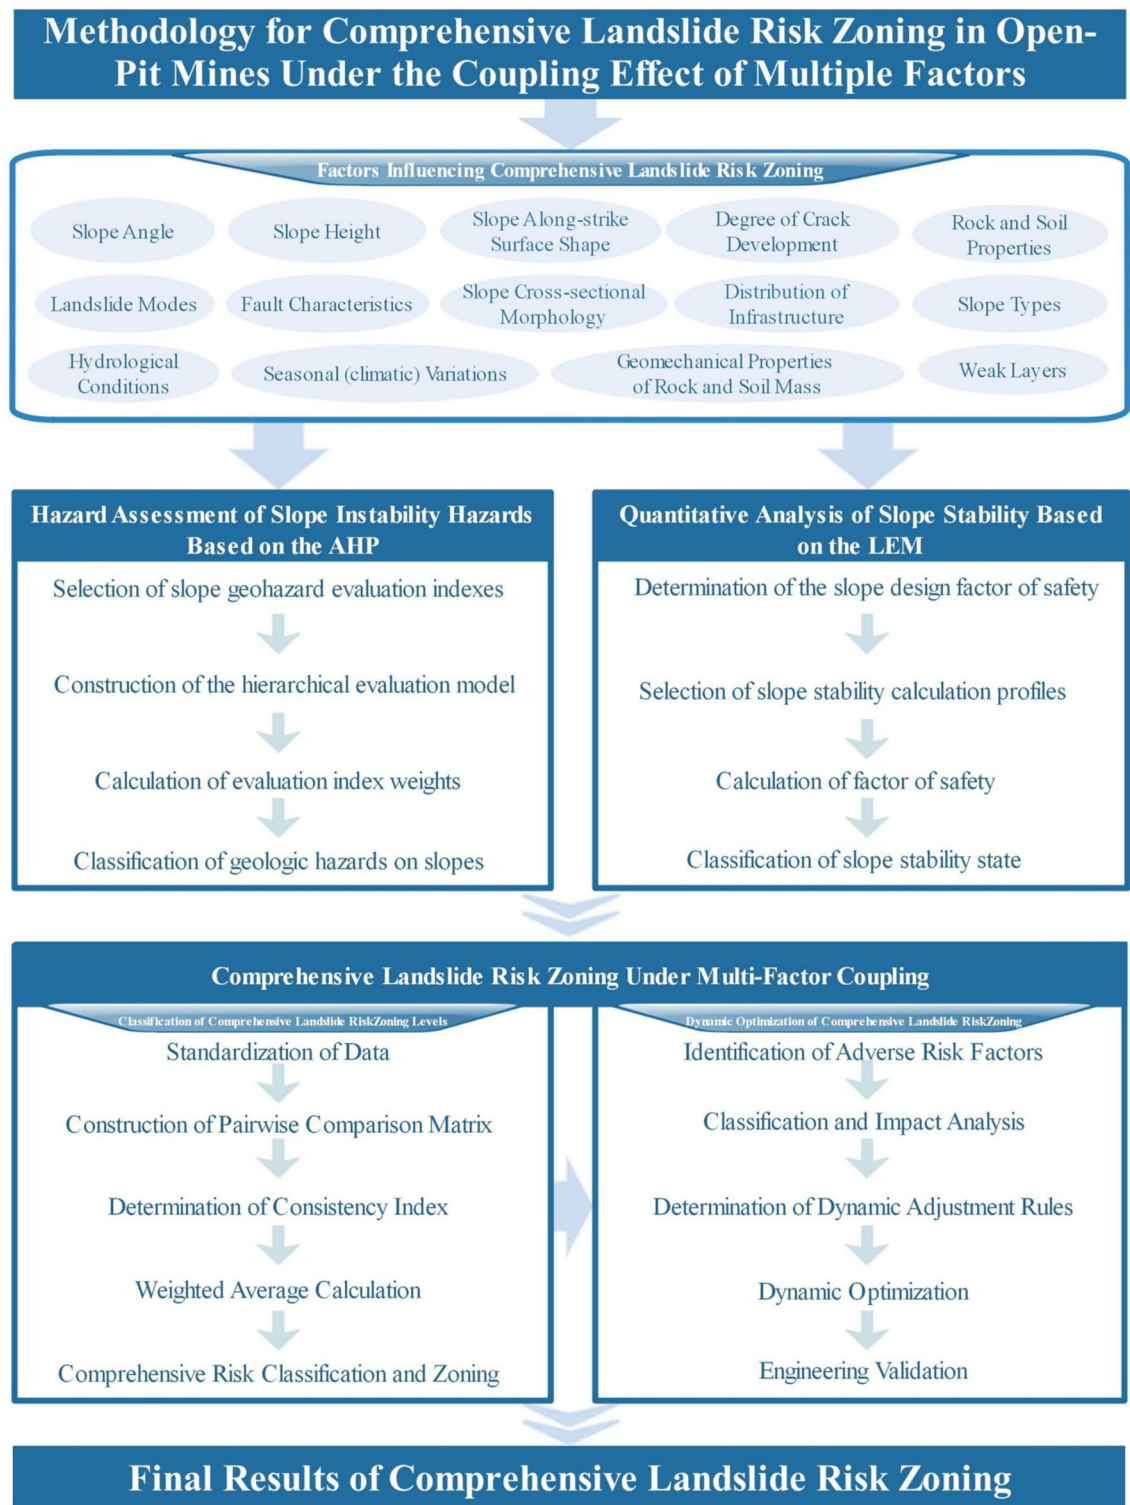 Methodology for Comprehensive Landslide Risk Zoning in Open-
Pit Mines Under the Coupling Effect of Multiple Factors
Factors Influencing Comprehensive Landslide Risk Zoning
Slope Angle
Slope Height
Slope Along-strike
Surface Shape
Degree of Crack
Development
Rock and Soil
Properties
Landslide Modes
Fault Characteristics
Slope Cross-sectional
Morphology
Distribution of
Infrastructure
Slope Types
Hydrological
Conditions
Seasonal (climatic) Variations
Geomechanical Properties
of Rock and Soil Mass
Weak Layers
Hazard Assessment of Slope Instability Hazards
Based on the AHP
Selection of slope geohazard evaluation indexes
Construction of the hierarchical evaluation model
Calculation of evaluation index weights
Classification of geologic hazards on slopes
Quantitative Analysis of Slope Stability Based
on the LEM
Determination of the slope design factor of safety
Selection of slope stability calculation profiles
Calculation of factor of safety
Classification of slope stability state
Comprehensive Landslide Risk Zoning Under Multi-Factor Coupling
Classification of Comprehensive Landslide RiskZoning Levels
Standardization of Data
Construction of Pairwise Comparison Matrix
Determination of Consistency Index
Weighted Average Calculation
Comprehensive Risk Classification and Zoning
Dynamic Optimization of Comprehensive Landslide RiskZoning
Identification of Adverse Risk Factors
Classification and Impact Analysis
Determination of Dynamic Adjustment Rules
Dynamic Optimization
Engineering Validation
Final Results of Comprehensive Landslide Risk Zoning